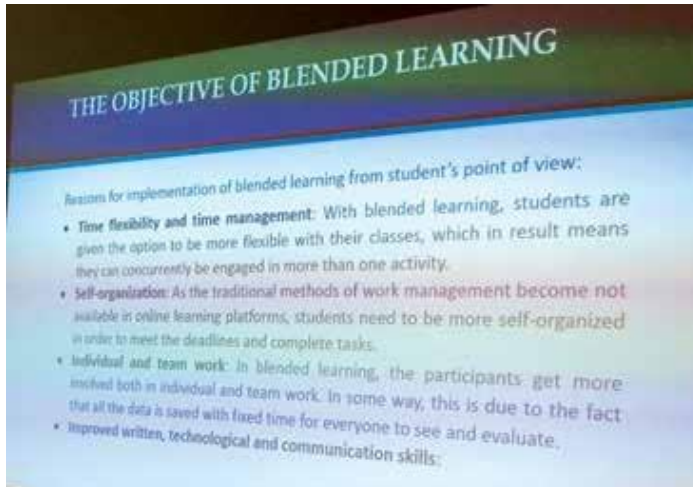 THE OBJECTIVE OF BLENDED LEARNING
Reasons for implementation of blended learning from student's point of view:
• Time flexibility and time management: With blended learning, students are
given the option to be more flexible with their classes, which in result means
they can concurrently be engaged in more than one activity.
• Self-organization: As the traditional methods of work management become not
available in online learning platforms, students need to be more self-organized
in order to meet the deadlines and complete tasks.
• Individual and team work: In blended learning, the participants get more
involved both in individual and team work. In some way, this is due to the fact
that all the data is saved with fixed time for everyone to see and evaluate.
• Improved written, technological and communication skills: